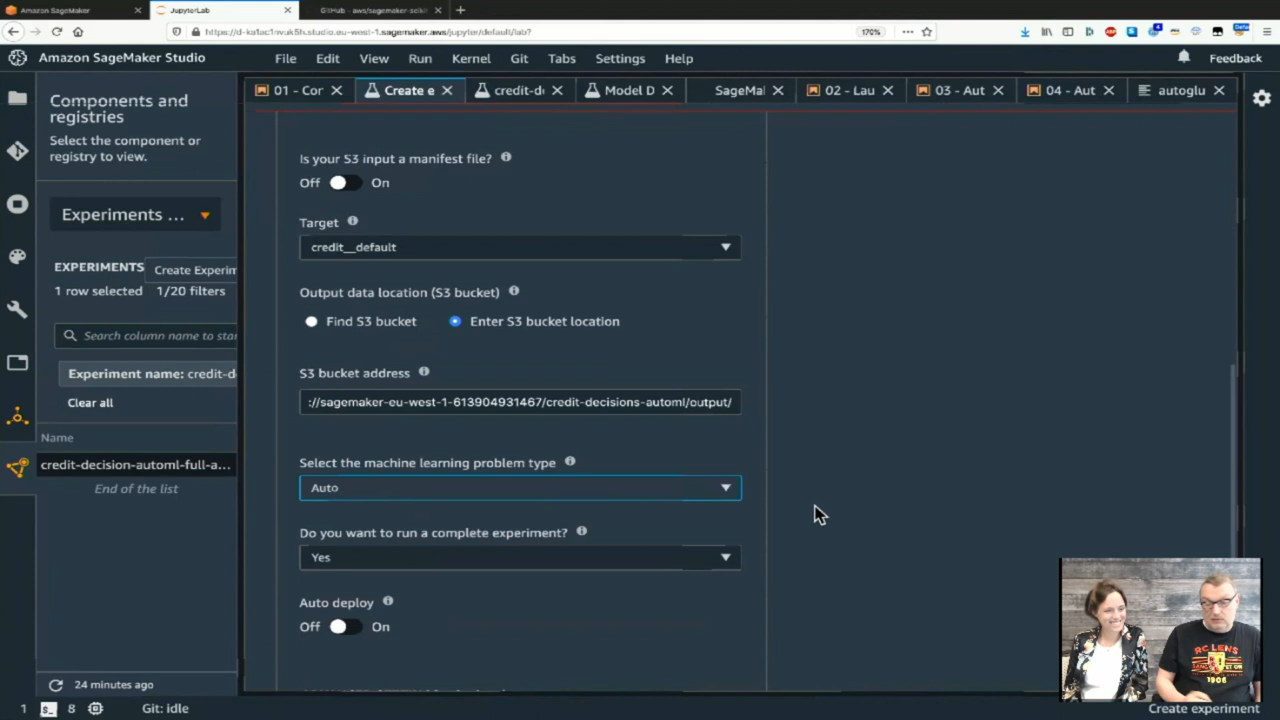 Amazon SageMaker
JupyterLab
GitHub - aws/sagemaker-scikit
.studio.eu-west-1.sagemaker.aws/jupyter/default/lab?
170%
Amazon SageMaker Studio
File Edit View Run Kernel Git Tabs Settings Help
Feedback
01 - Cor
Create e
credit-d
Model D
SageMal
02 - Lau
03 - Aut
04 - Aut
autoglu
Components and
registries
Select the component or
registry to view.
Experiments ...
EXPERIMENTS
Create Experim
1 row selected 1/20 filters
Search column name to star
Experiment name: credit-d
Clear all
Name
credit-decision-automl-full-a...
End of the list
24 minutes ago
Is your S3 input a manifest file?
Off On
Target
credit__default
Output data location (S3 bucket)
Find S3 bucket Enter S3 bucket location
S3 bucket address
://sagemaker-eu-west-1-613904931467/credit-decisions-automl/output/
Select the machine learning problem type
Auto
Do you want to run a complete experiment?
Yes
Auto deploy
Off On
RC LENS
1906
1 8 Git: idle
Create experiment